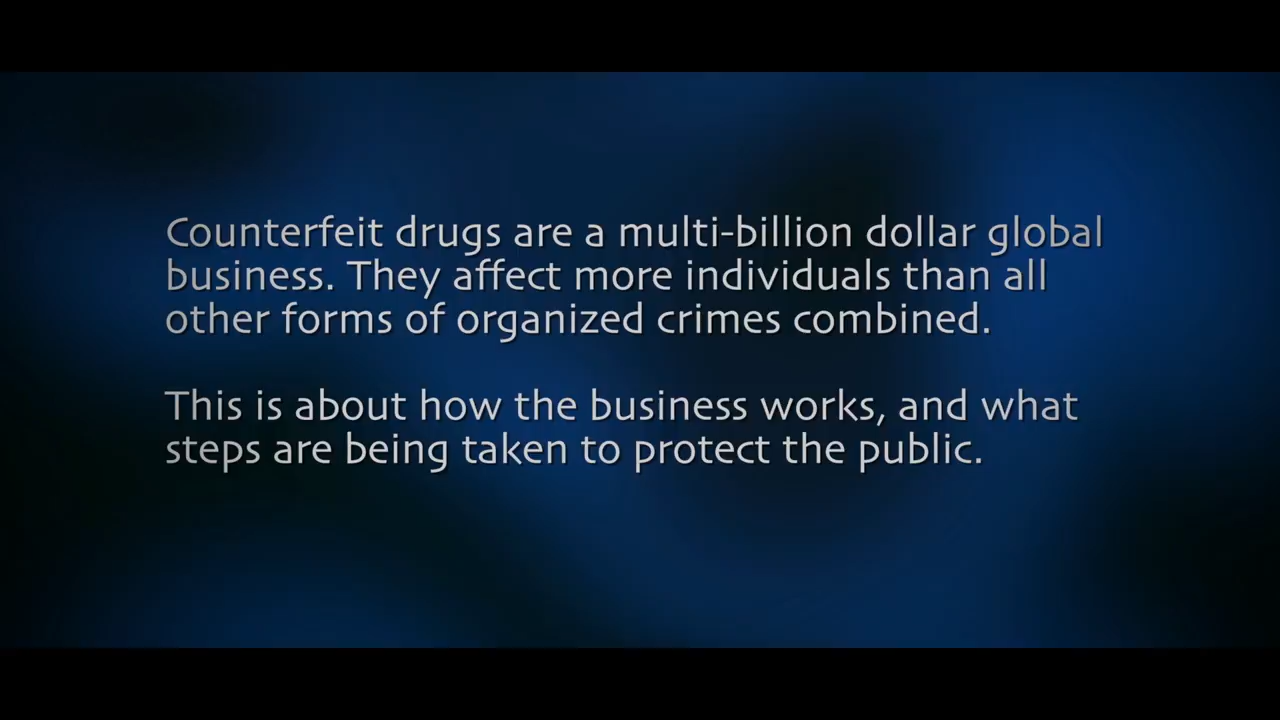 Counterfeit drugs are a multi-billion dollar global
business. They affect more individuals than all
other forms of organized crimes combined.
This is about how the business works, and what
steps are being taken to protect the public.